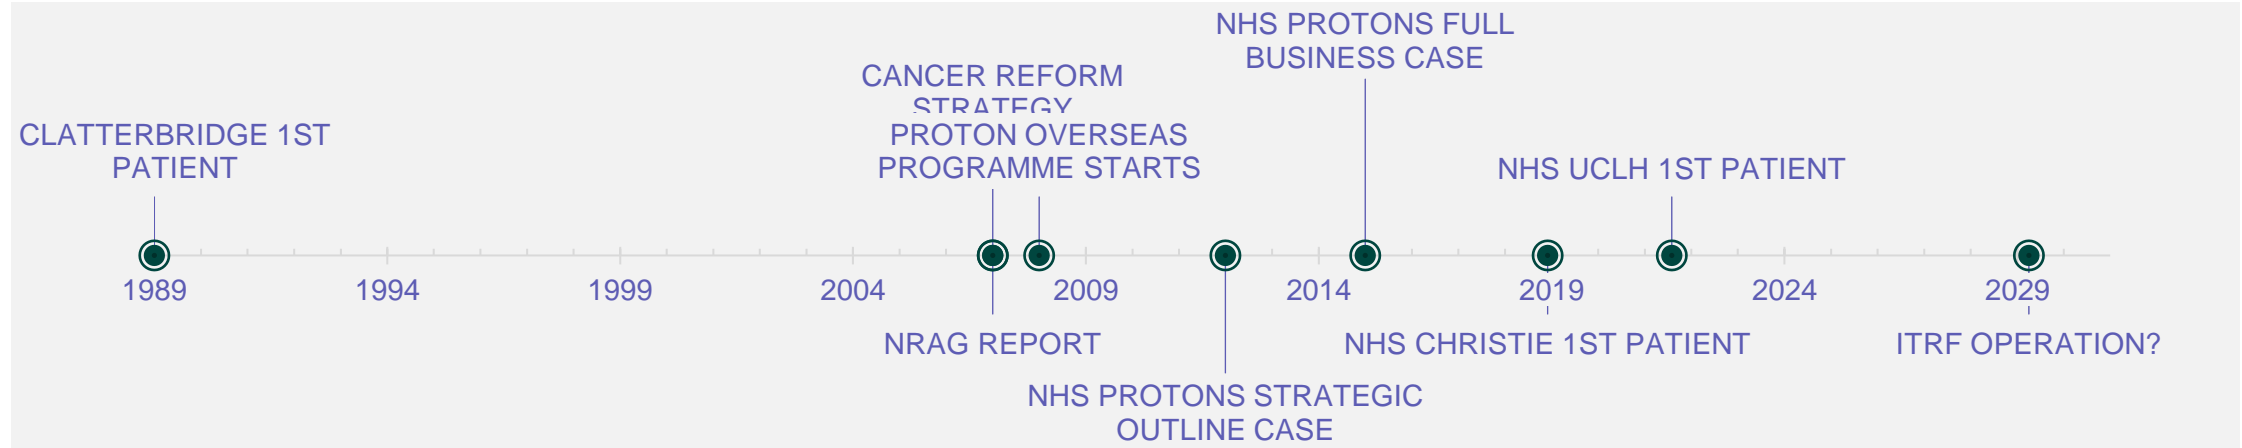 NHS PROTONS FULL
BUSINESS CASE
CANCER REFORM
STRATEGY
PROTON OVERSEAS
PROGRAMME STARTS
CLATTERBRIDGE 1ST
PATIENT
NHS UCLH 1ST PATIENT
1989
1994
1999
2004
2009
2014
2019
2024
2029
NRAG REPORT
NHS CHRISTIE 1ST PATIENT
ITRF OPERATION?
NHS PROTONS STRATEGIC
OUTLINE CASE